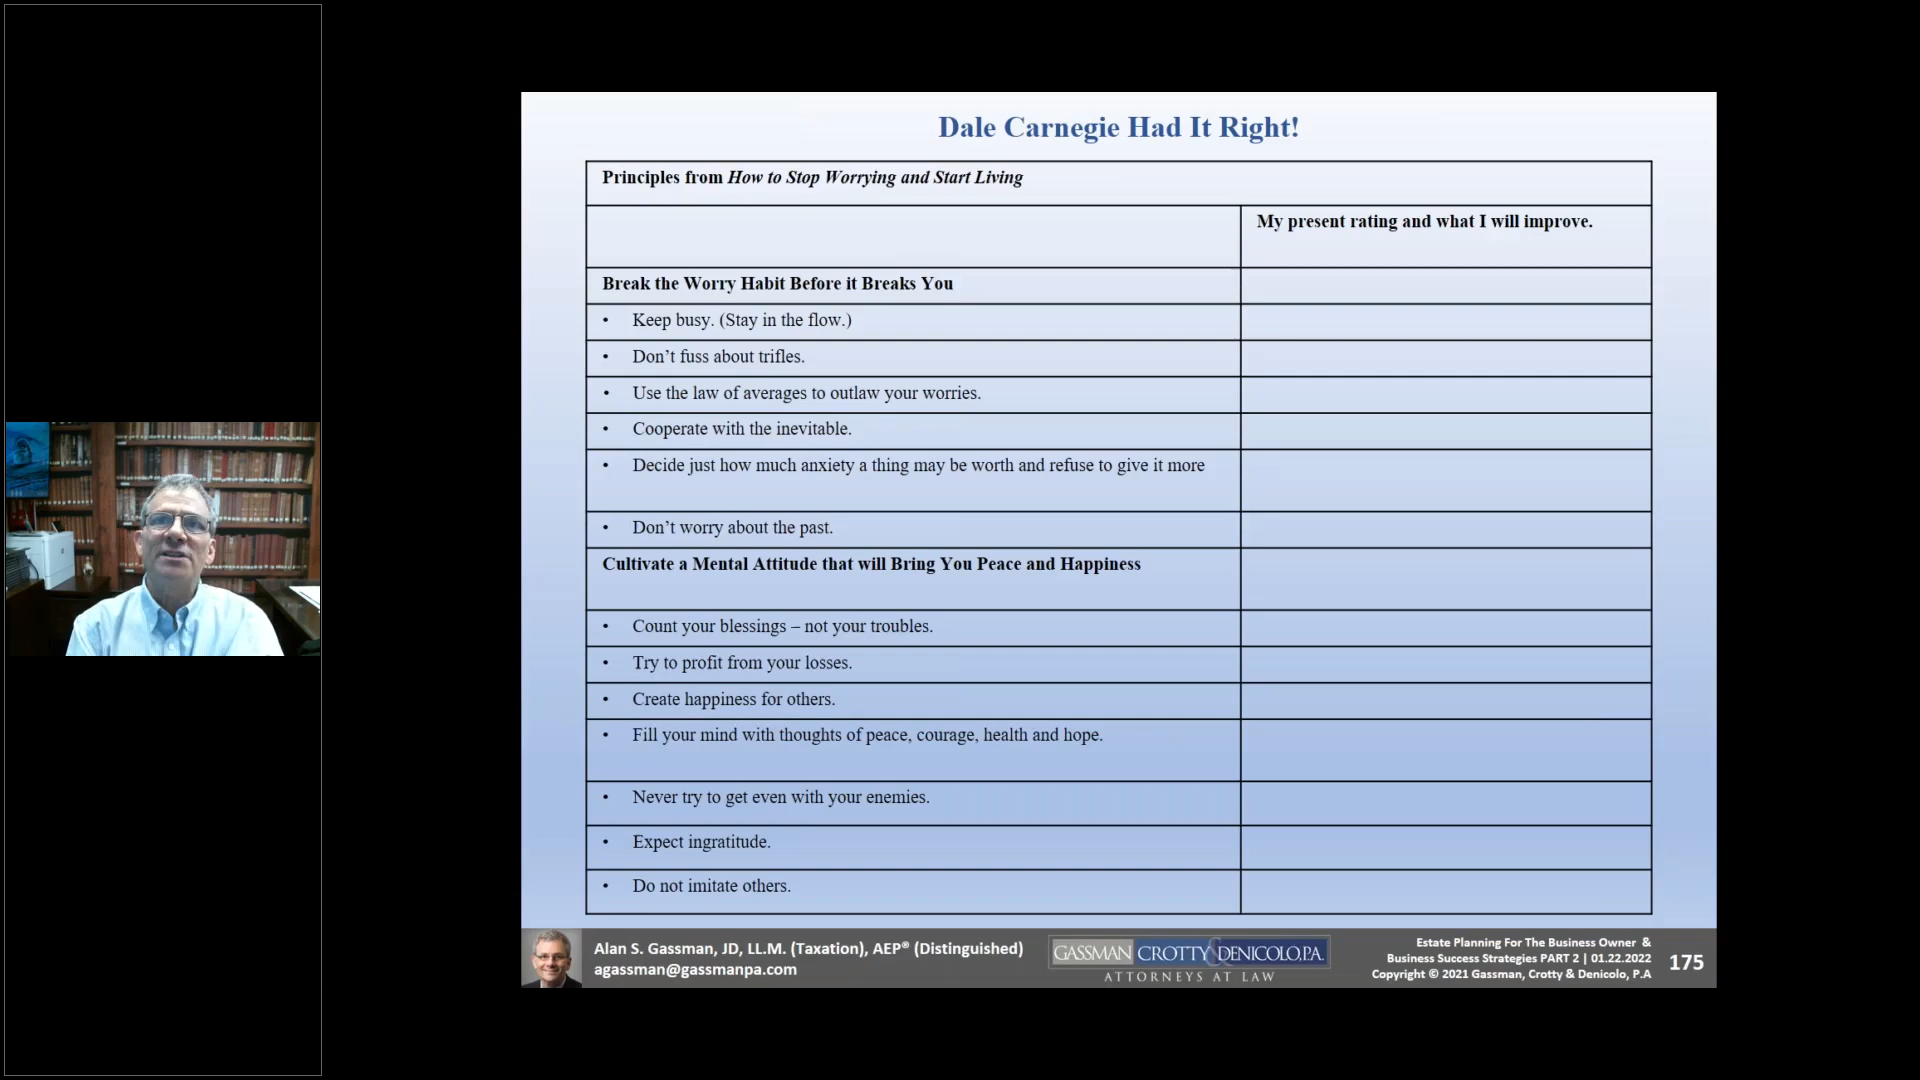 Dale Carnegie Had It Right!
Principles from How to Stop Worrying and Start Living
My present rating and what I will improve.
Break the Worry Habit Before it Breaks You
• Keep busy. (Stay in the flow.)
• Don’t fuss about trifles.
• Use the law of averages to outlaw your worries.
• Cooperate with the inevitable.
• Decide just how much anxiety a thing may be worth and refuse to give it more
• Don’t worry about the past.
Cultivate a Mental Attitude that will Bring You Peace and Happiness
• Count your blessings – not your troubles.
• Try to profit from your losses.
• Create happiness for others.
• Fill your mind with thoughts of peace, courage, health and hope.
• Never try to get even with your enemies.
• Expect ingratitude.
• Do not imitate others.
Alan S. Gassman, JD, LL.M. (Taxation), AEP® (Distinguished)
agassman@gassmanpa.com
GASSMAN CROTTY & DENICOLO, P.A.
ATTORNEYS AT LAW
Estate Planning For The Business Owner &
Business Success Strategies PART 2 | 01.22.2022
Copyright © 2021 Gassman, Crotty & Denicolo, P.A
175